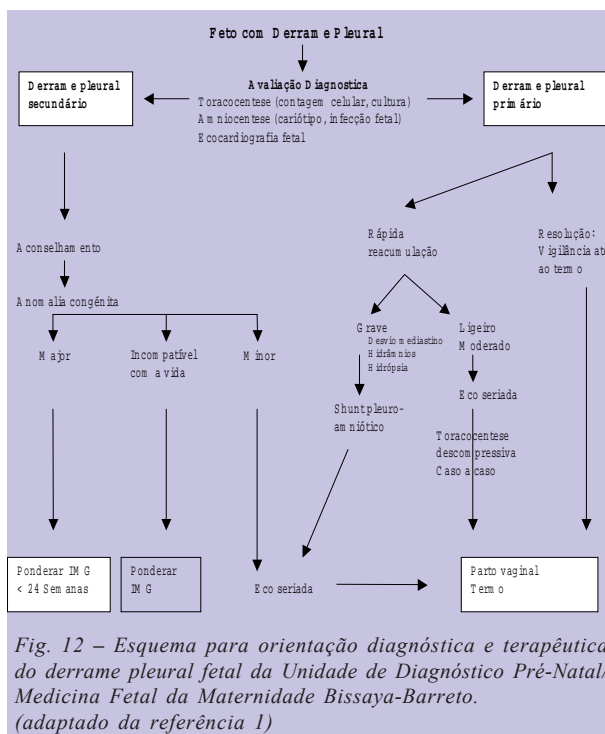 Feto com Derrame Pleural
Derrame pleural
secundário
Avaliação Diagnostica
Toracocentese (contagem celular, cultura)
Amniocentese (cariótipo, infecção fetal)
Ecocardiografia fetal
Derrame pleural
primário
Aconselhamento
Anomalia congénita
Major
Incompatível
com a vida
Minor
Rápida
reacumulação
Resolução:
Vigilância até
ao termo
Grave
Desvio mediastino
Hidrâmnios
Hidrópsia
Ligeiro
Moderado
Shunt pleuro-
amniótico
Eco seriada
Toracocentese
descompressiva
Caso a caso
Ponderar IMG
< 24 Semanas
Ponderar
IMG
Eco seriada
Parto vaginal
Termo
Fig. 12 – Esquema para orientação diagnóstica e terapêutica
do derrame pleural fetal da Unidade de Diagnóstico Pré-Natal/
Medicina Fetal da Maternidade Bissaya-Barreto.
(adaptado da referência 1)